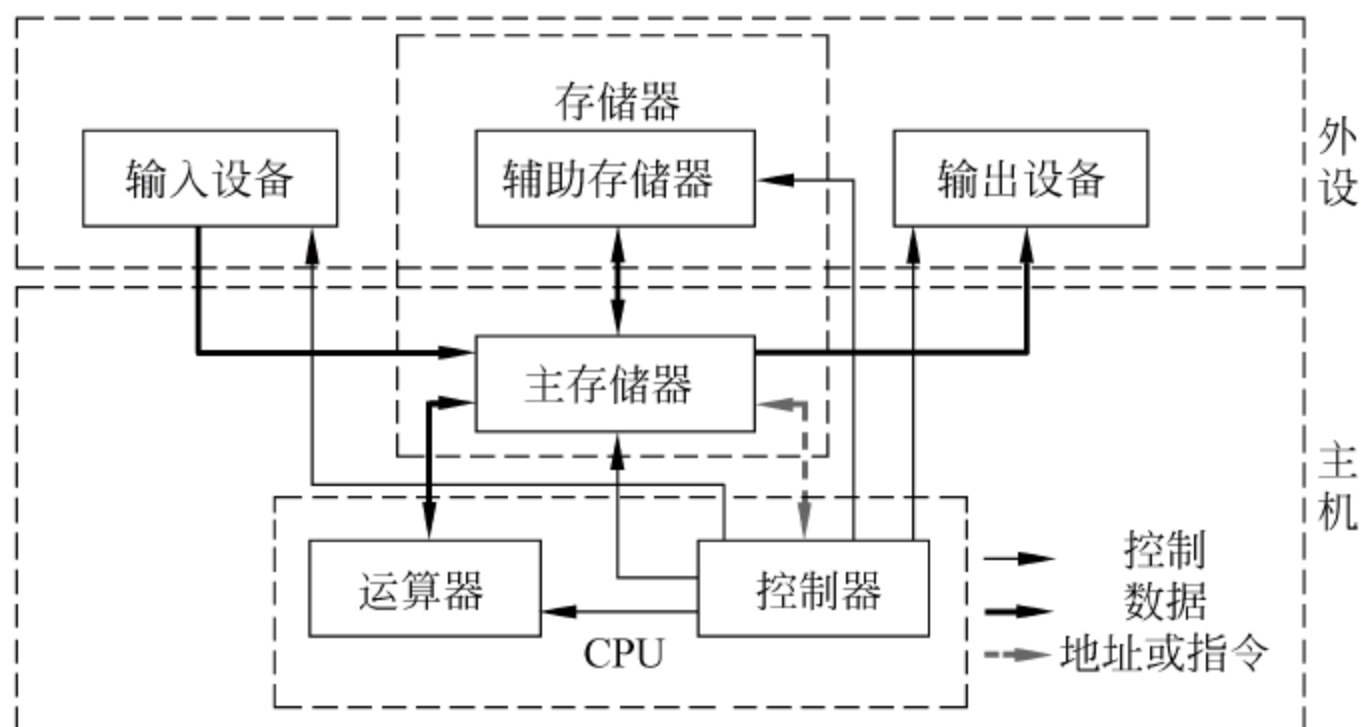 存储器
输入设备
辅助存储器
输出设备
外设
主存储器
主机
运算器
控制器
CPU
控制
数据
地址或指令